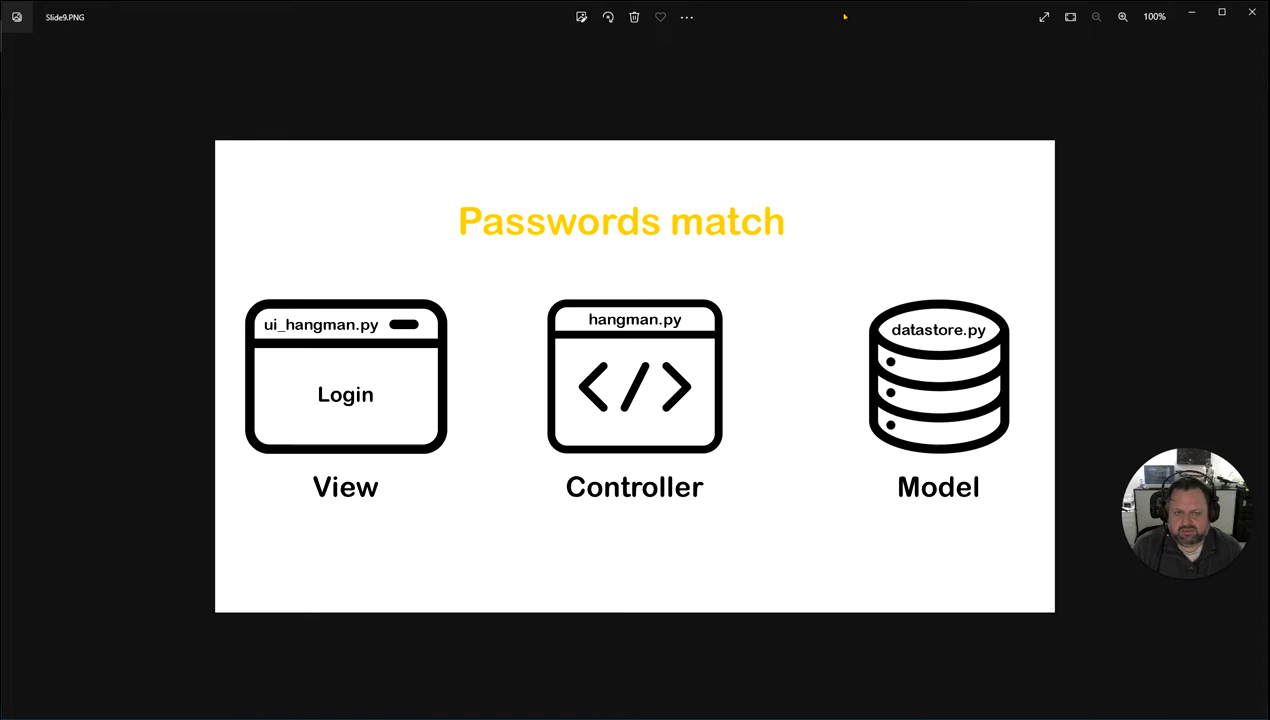 Slide9.PNG
100%
Passwords match
ui_hangman.py
hangman.py
datastore.py
Login
View
Controller
Model